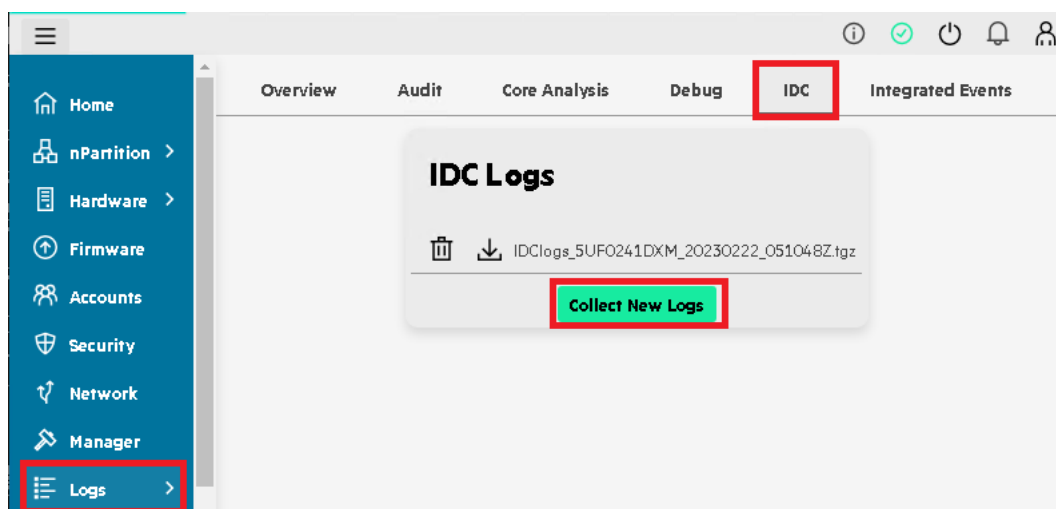 Overview Audit Core Analysis Debug IDC Integrated Events
Home
nPartition
Hardware
Firmware
Accounts
Security
Network
Manager
Logs
IDC Logs
IDClogs_5UF0241DXM_20230222_051048Z.tgz
Collect New Logs